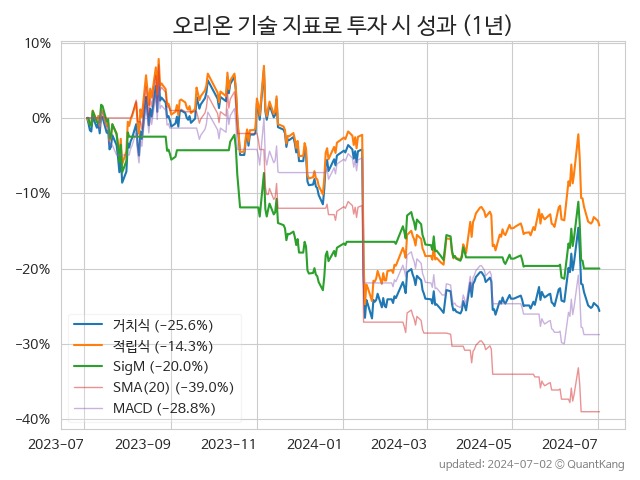 오리온 기술 지표로 투자 시 성과 (1년)
10%
0%
−10%
−20%
−30%
−40%
거치식 (−25.6%)
적립식 (−14.3%)
SigM (−20.0%)
SMA(20) (−39.0%)
MACD (−28.8%)
2023-07
2023-09
2023-11
2024-01
2024-03
2024-05
2024-07
updated: 2024-07-02 © QuantKang